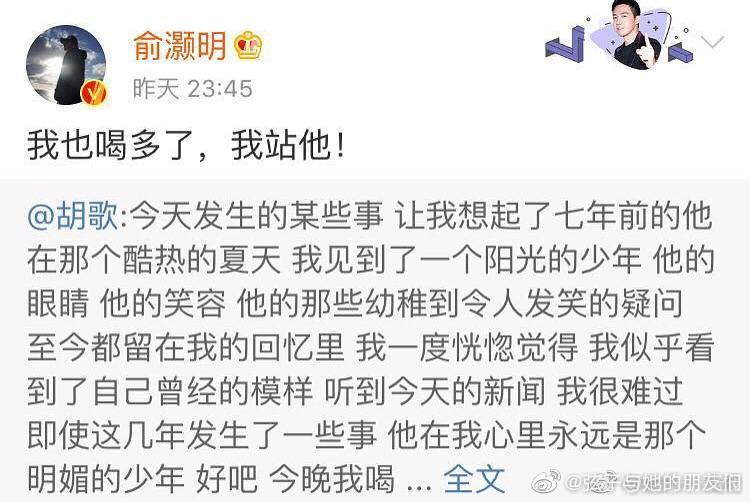 俞灏明
昨天 23:45
我也喝多了，我站他！
@胡歌:今天发生的某些事 让我想起了七年前的他
在那个酷热的夏天 我见到了一个阳光的少年 他的
眼睛 他的笑容 他的那些幼稚到令人发笑的疑问
至今都留在我的回忆里 我一度恍惚觉得 我似乎看
到了自己曾经的模样 听到今天的新闻 我很难过
即使这几年发生了一些事 他在我心里永远是那个
明媚的少年 好吧 今晚我喝 ... 全文
@弦子与她的朋友们